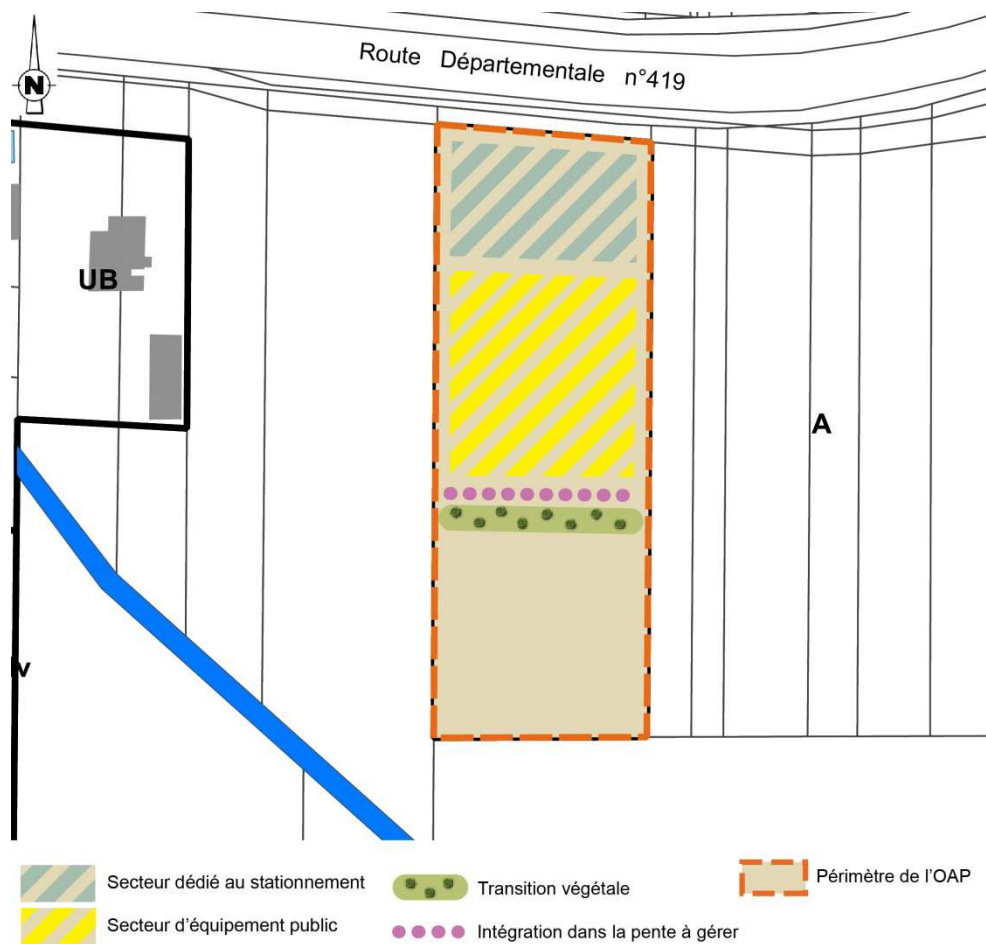 Route Départementale n°419
N
UB
A
v
Secteur dédié au stationnement
Secteur d'équipement public
Transition végétale
Intégration dans la pente à gérer
Périmètre de l'OAP